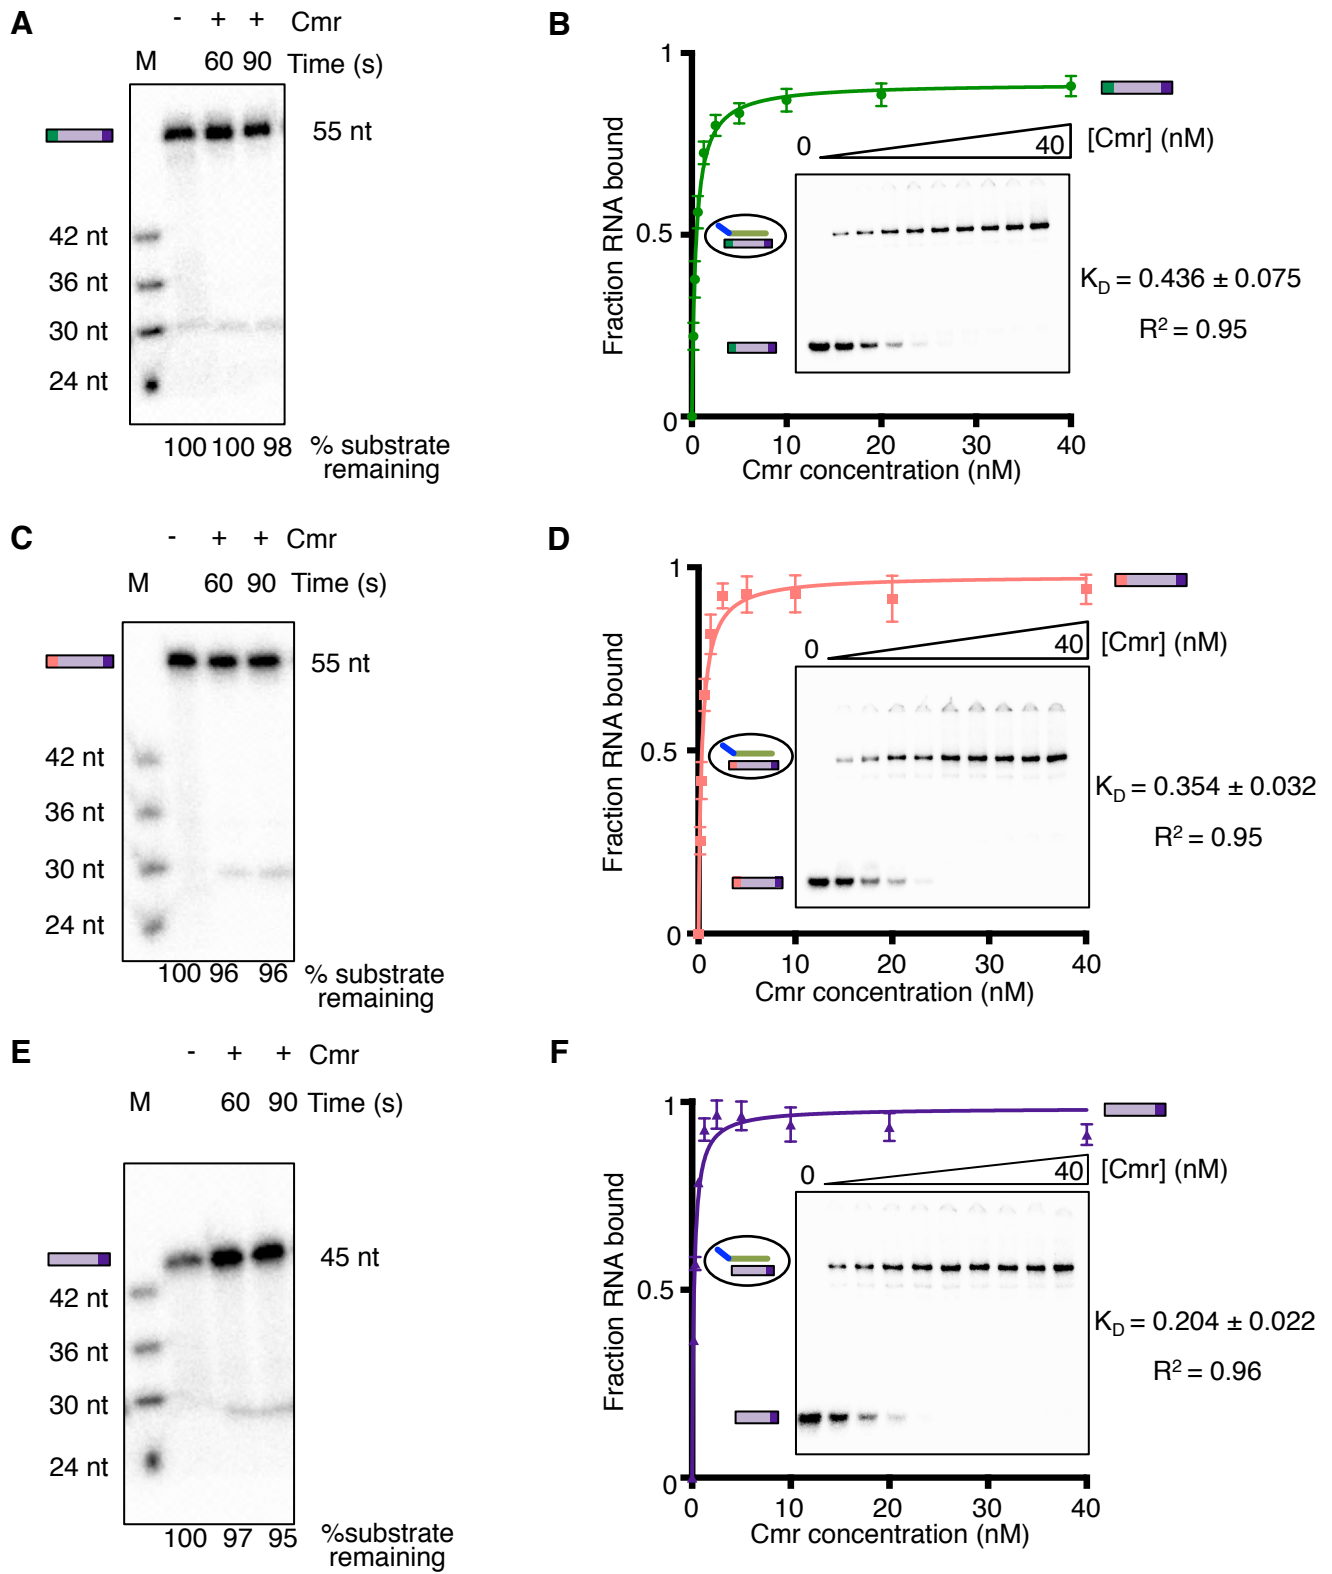 A
- + + Cmr
M 60 90 Time (s)
55 nt
42 nt
36 nt
30 nt
24 nt
100 100 98 % substrate
remaining
B
1
0.5
0
Fraction RNA bound
0 40 [Cmr] (nM)
K_D = 0.436 ± 0.075
R² = 0.95
0 10 20 30 40
Cmr concentration (nM)
C
- + + Cmr
M 60 90 Time (s)
55 nt
42 nt
36 nt
30 nt
24 nt
100 96 96 % substrate
remaining
D
1
0.5
0
Fraction RNA bound
0 40 [Cmr] (nM)
K_D = 0.354 ± 0.032
R² = 0.95
0 10 20 30 40
Cmr concentration (nM)
E
- + + Cmr
M 60 90 Time (s)
45 nt
42 nt
36 nt
30 nt
24 nt
100 97 95 %substrate
remaining
F
1
0.5
0
Fraction RNA bound
0 40 [Cmr] (nM)
K_D = 0.204 ± 0.022
R² = 0.96
0 10 20 30 40
Cmr concentration (nM)